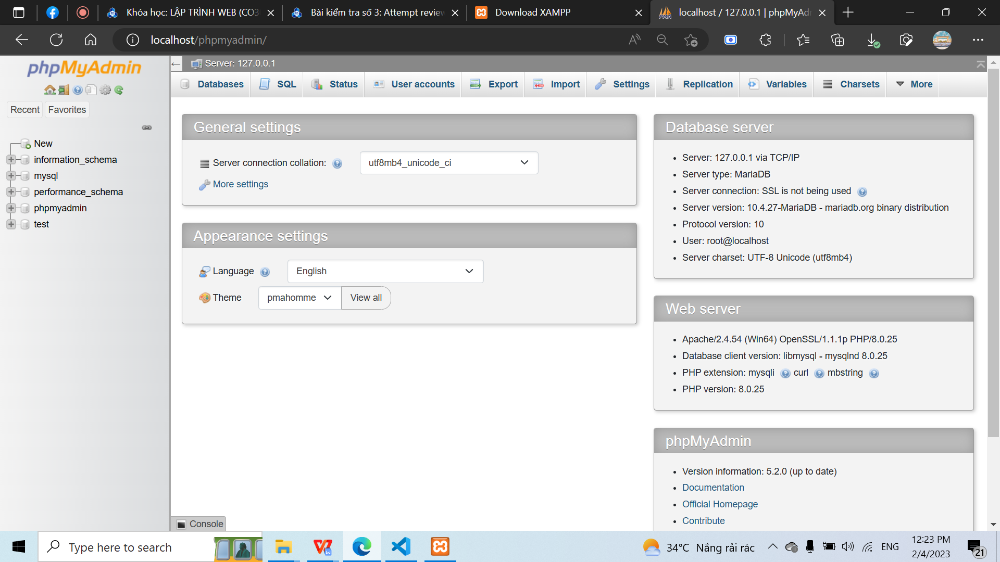 Khóa học: LẬP TRÌNH WEB (CO3
Bài kiểm tra số 3: Attempt review
Download XAMPP
localhost / 127.0.0.1 | phpMyAdm
localhost/phpmyadmin/
phpMyAdmin
Recent
Favorites
New
information_schema
mysql
performance_schema
phpmyadmin
test
Server: 127.0.0.1
Databases
SQL
Status
User accounts
Export
Import
Settings
Replication
Variables
Charsets
More
General settings
Server connection collation:
utf8mb4_unicode_ci
More settings
Appearance settings
Language
English
Theme
pmahomme
View all
Database server
Server: 127.0.0.1 via TCP/IP
Server type: MariaDB
Server connection: SSL is not being used
Server version: 10.4.27-MariaDB - mariadb.org binary distribution
Protocol version: 10
User: root@localhost
Server charset: UTF-8 Unicode (utf8mb4)
Web server
Apache/2.4.54 (Win64) OpenSSL/1.1.1p PHP/8.0.25
Database client version: libmysql - mysqlnd 8.0.25
PHP extension: mysqli curl mbstring
PHP version: 8.0.25
phpMyAdmin
Version information: 5.2.0 (up to date)
Documentation
Official Homepage
Contribute
Console
Type here to search
34°C Nắng rải rác
ENG
12:23 PM
2/4/2023
21